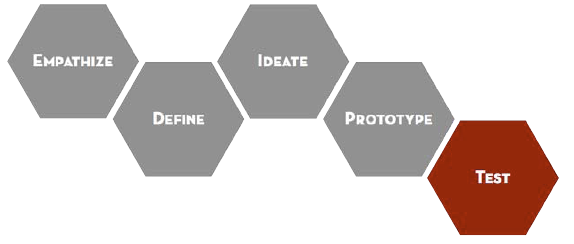 Empathize
Define
Ideate
Prototype
Test